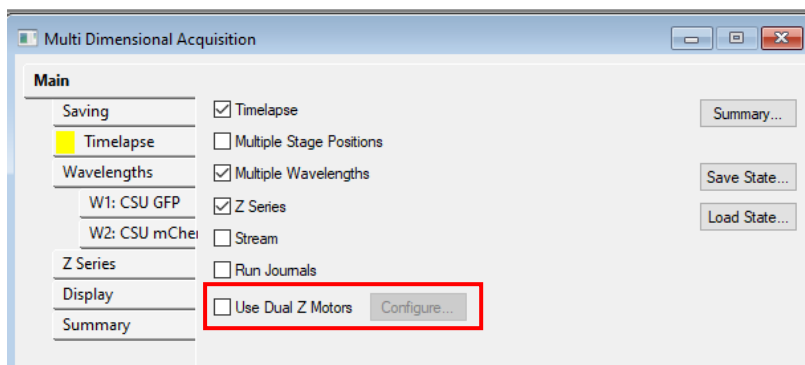 Multi Dimensional Acquisition
Main
Saving
Timelapse
Wavelengths
W1: CSU GFP
W2: CSU mCher
Z Series
Display
Summary
Timelapse
Multiple Stage Positions
Multiple Wavelengths
Z Series
Stream
Run Journals
Use Dual Z Motors Configure...
Summary...
Save State...
Load State...